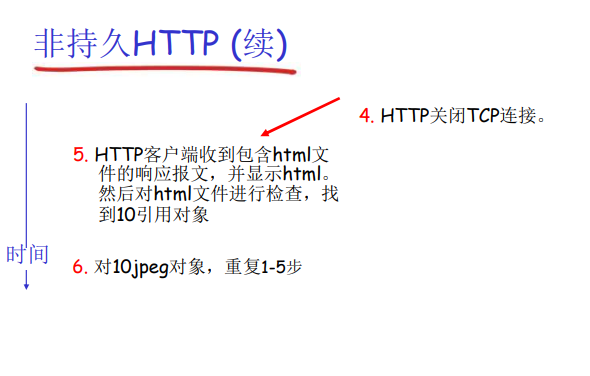 非持久HTTP (续)
4. HTTP关闭TCP连接。
5. HTTP客户端收到包含html文
件的响应报文，并显示html。
然后对html文件进行检查，找
到10引用对象
时间
6. 对10jpeg对象，重复1-5步